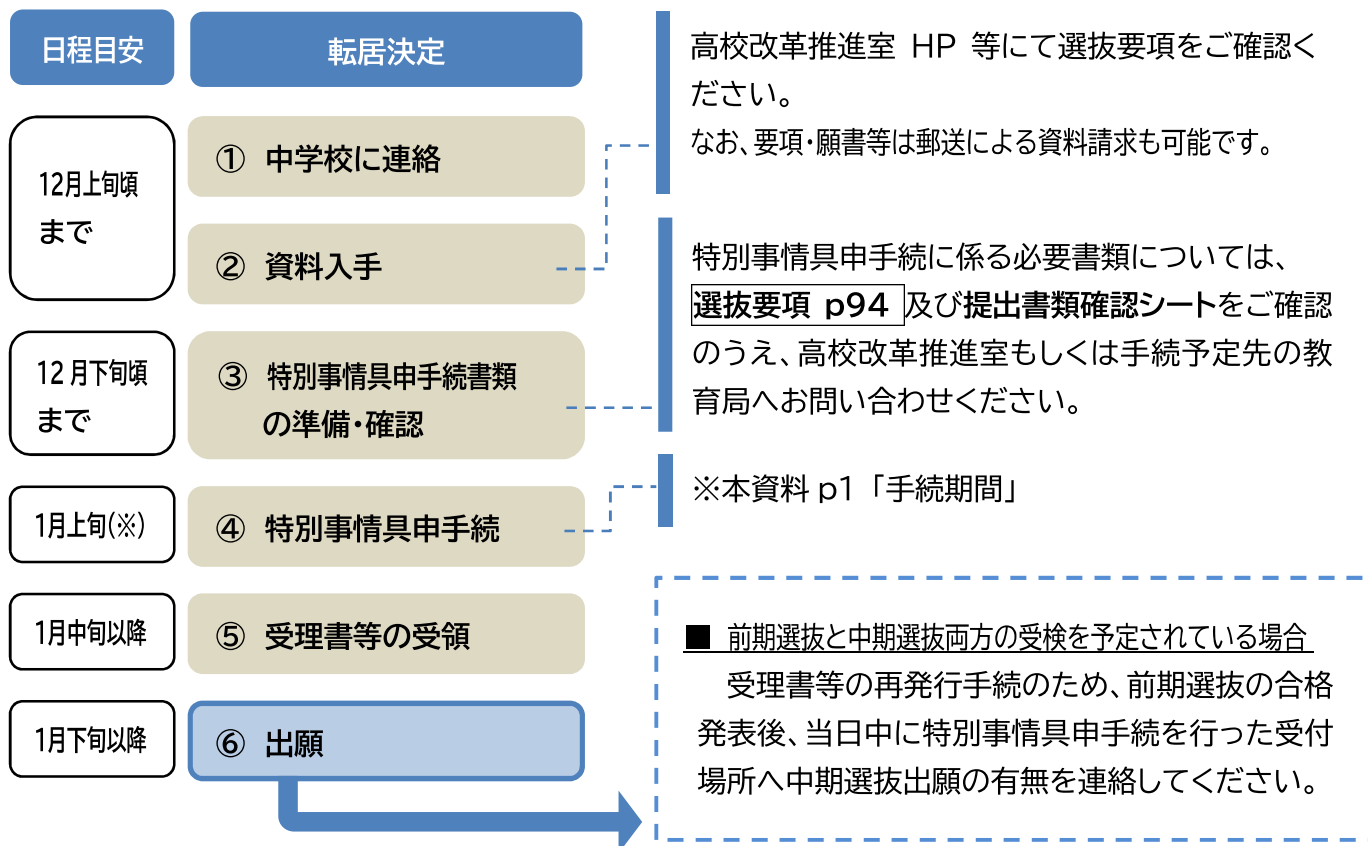 日程目安
転居決定
12月上旬頃
まで
① 中学校に連絡
② 資料入手
12月下旬頃
まで
③ 特別事情具申手続書類
の準備・確認
1月上旬(※)
④ 特別事情具申手続
1月中旬以降
⑤ 受理書等の受領
1月下旬以降
⑥ 出願
高校改革推進室 HP 等にて選抜要項をご確認く
ださい。
なお、要項・願書等は郵送による資料請求も可能です。
特別事情具申手続に係る必要書類については、
選抜要項 p94 及び提出書類確認シートをご確認
のうえ、高校改革推進室もしくは手続予定先の教
育局へお問い合わせください。
※本資料 p1「手続期間」
■ 前期選抜と中期選抜両方の受検を予定されている場合
受理書等の再発行手続のため、前期選抜の合格
発表後、当日中に特別事情具申手続を行った受付
場所へ中期選抜出願の有無を連絡してください。